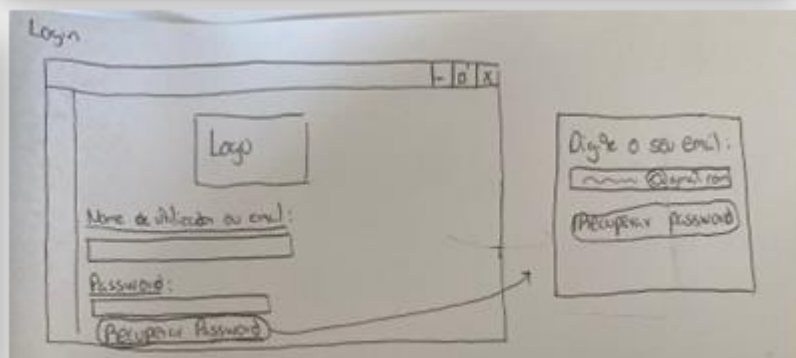 Login
- o x
Logo
Nome de utilizador ou email:
Password:
Recuperar Password
Digite o seu email:
@gmail.com
Recuperar Password